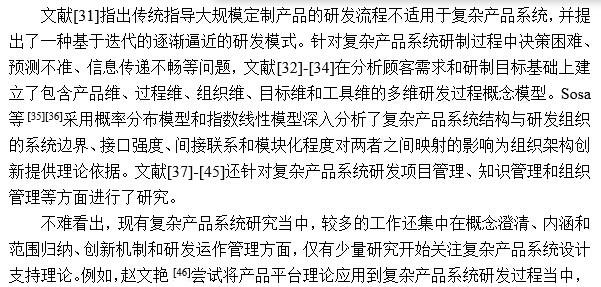 文献[31]指出传统指导大规模定制产品的研发流程不适用于复杂产品系统，并提
出了一种基于迭代的逐渐逼近的研发模式。针对复杂产品系统研制过程中决策困难、
预测不准、信息传递不畅等问题，文献[32]-[34]在分析顾客需求和研制目标基础上建
立了包含产品维、过程维、组织维、目标维和工具维的多维研发过程概念模型。Sosa
等 [35][36]采用概率分布模型和指数线性模型深入分析了复杂产品系统结构与研发组织
的系统边界、接口强度、间接联系和模块化程度对两者之间映射的影响为组织架构创
新提供理论依据。文献[37]-[45]还针对复杂产品系统研发项目管理、知识管理和组织
管理等方面进行了研究。
不难看出，现有复杂产品系统研究当中，较多的工作还集中在概念澄清、内涵和
范围归纳、创新机制和研发运作管理方面，仅有少量研究开始关注复杂产品系统设计
支持理论。例如，赵文艳 [46]尝试将产品平台理论应用到复杂产品系统研发过程当中，